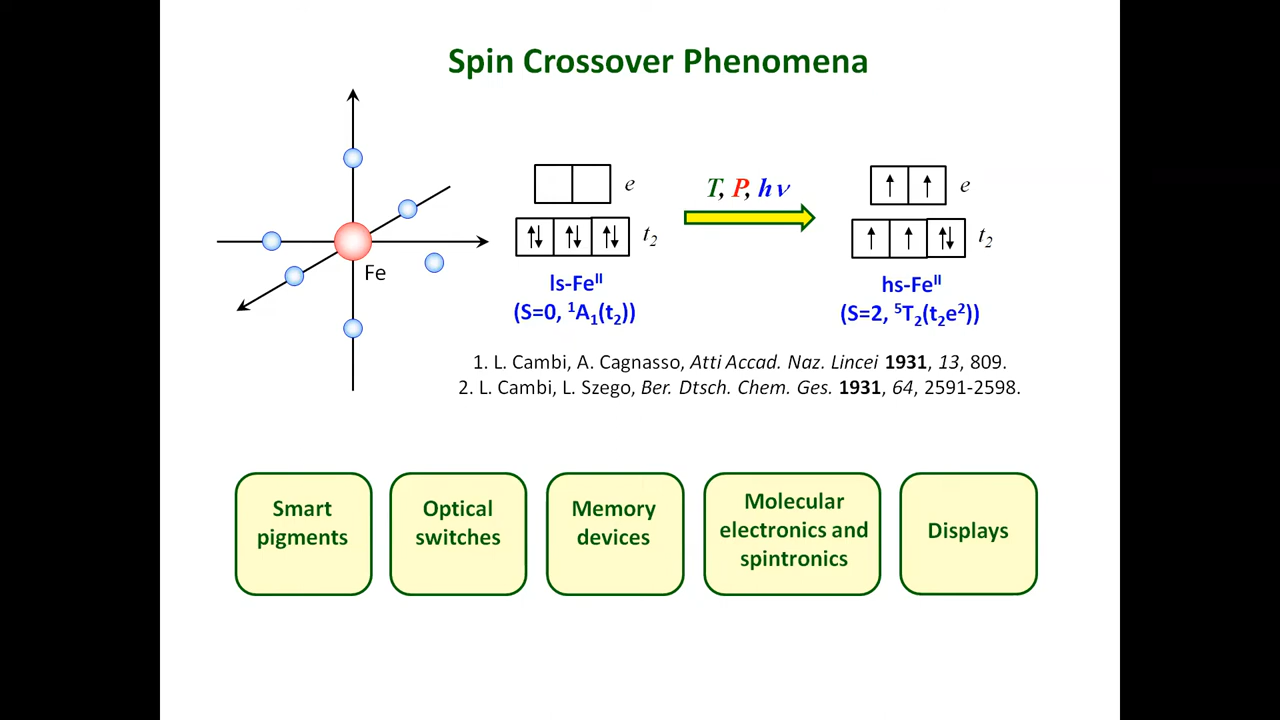 Spin Crossover Phenomena
Fe
e
t₂
ls-Feᴵᴵ
(S=0, ¹A₁(t₂))
T, P, hν
e
t₂
hs-Feᴵᴵ
(S=2, ⁵T₂(t₂e²))
1. L. Cambi, A. Cagnasso, Atti Accad. Naz. Lincei 1931, 13, 809.
2. L. Cambi, L. Szego, Ber. Dtsch. Chem. Ges. 1931, 64, 2591-2598.
Smart
pigments
Optical
switches
Memory
devices
Molecular
electronics and
spintronics
Displays